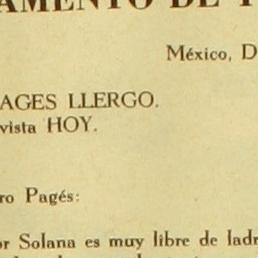 AMENTO DE
México, D
AGES LLERGO.
vista HOY.
ro Pagés:
or Solana es muy libre de ladr